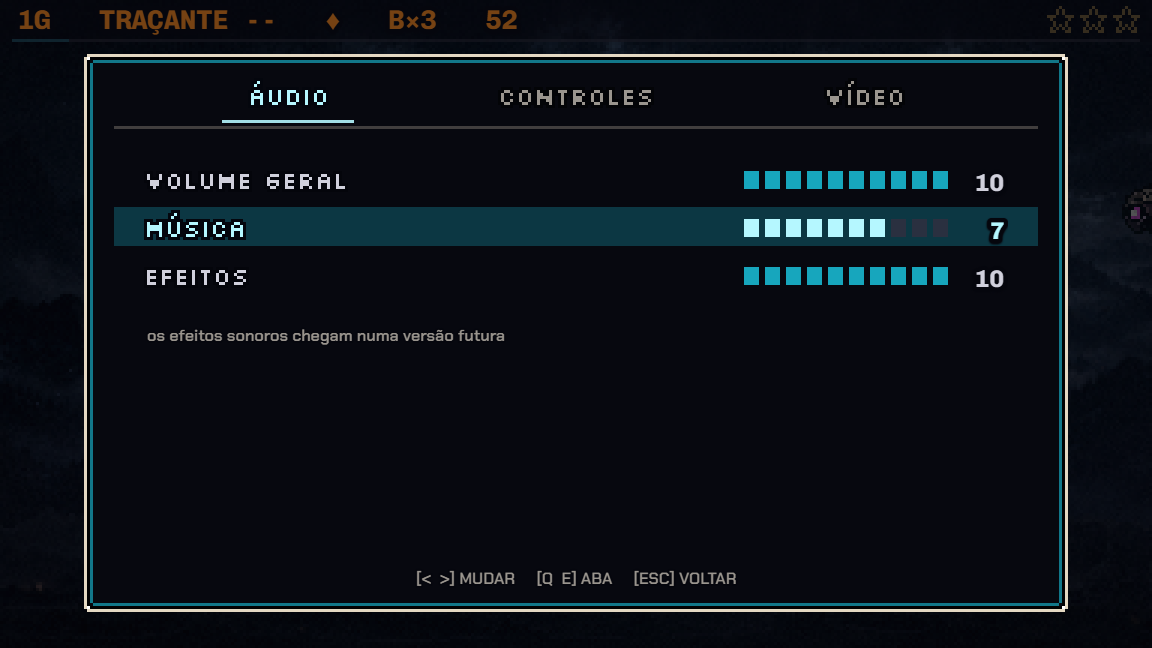 1G TRAÇANTE -- ♦ B×3 52
ÁUDIO CONTROLES VÍDEO
VOLUME GERAL 10
MÚSICA 7
EFEITOS 10
os efeitos sonoros chegam numa versão futura
[< >] MUDAR [Q E] ABA [ESC] VOLTAR